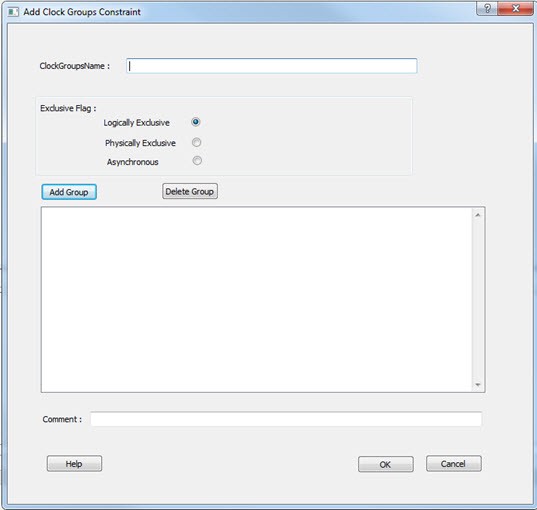 Add Clock Groups Constraint
ClockGroupsName :
Exclusive Flag :
Logically Exclusive
Physically Exclusive
Asynchronous
Add Group Delete Group
Comment :
Help OK Cancel